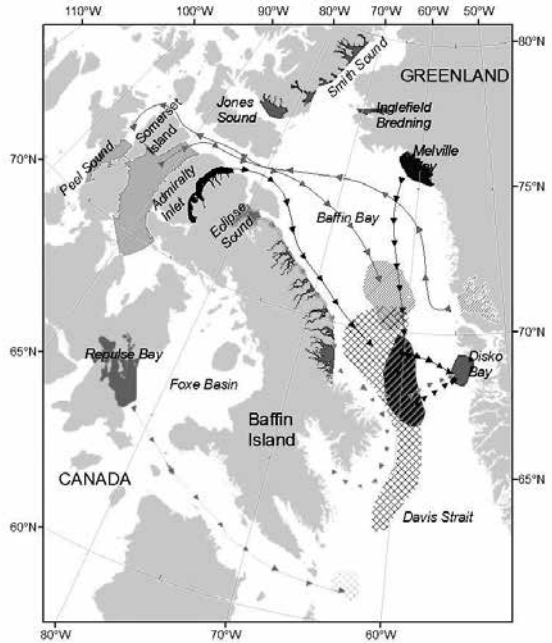 110°W 100°W 90°W 80°W 70°W 60°W 50°W
80°N
Smith Sound
GREENLAND
Jones
Sound
Inglefield
Bredning
Somerset
Island
Peel Sound
70°N
Melville
Bay
75°N
Admiralty
Inlet
Eclipse
Sound
Baffin Bay
70°N
Repulse Bay
65°N
Disko
Bay
Foxe Basin
Baffin
Island
CANADA
65°N
Davis Strait
60°N
80°W 70°W 60°W